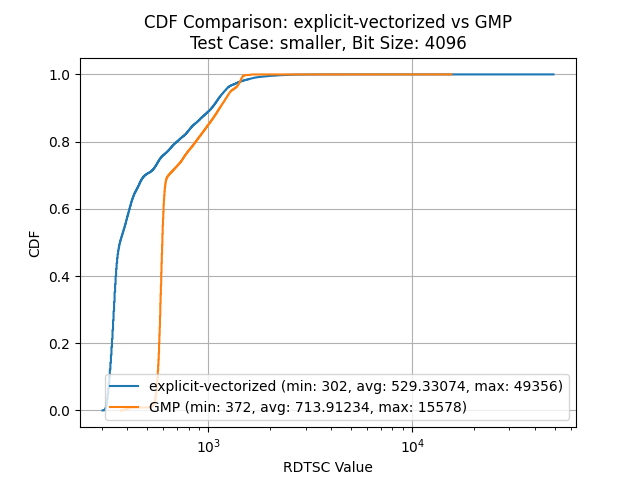 CDF Comparison: explicit-vectorized vs GMP
Test Case: smaller, Bit Size: 4096
1.0
0.8
0.6
0.4
0.2
0.0
CDF
explicit-vectorized (min: 302, avg: 529.33074, max: 49356)
GMP (min: 372, avg: 713.91234, max: 15578)
10³ 10⁴
RDTSC Value